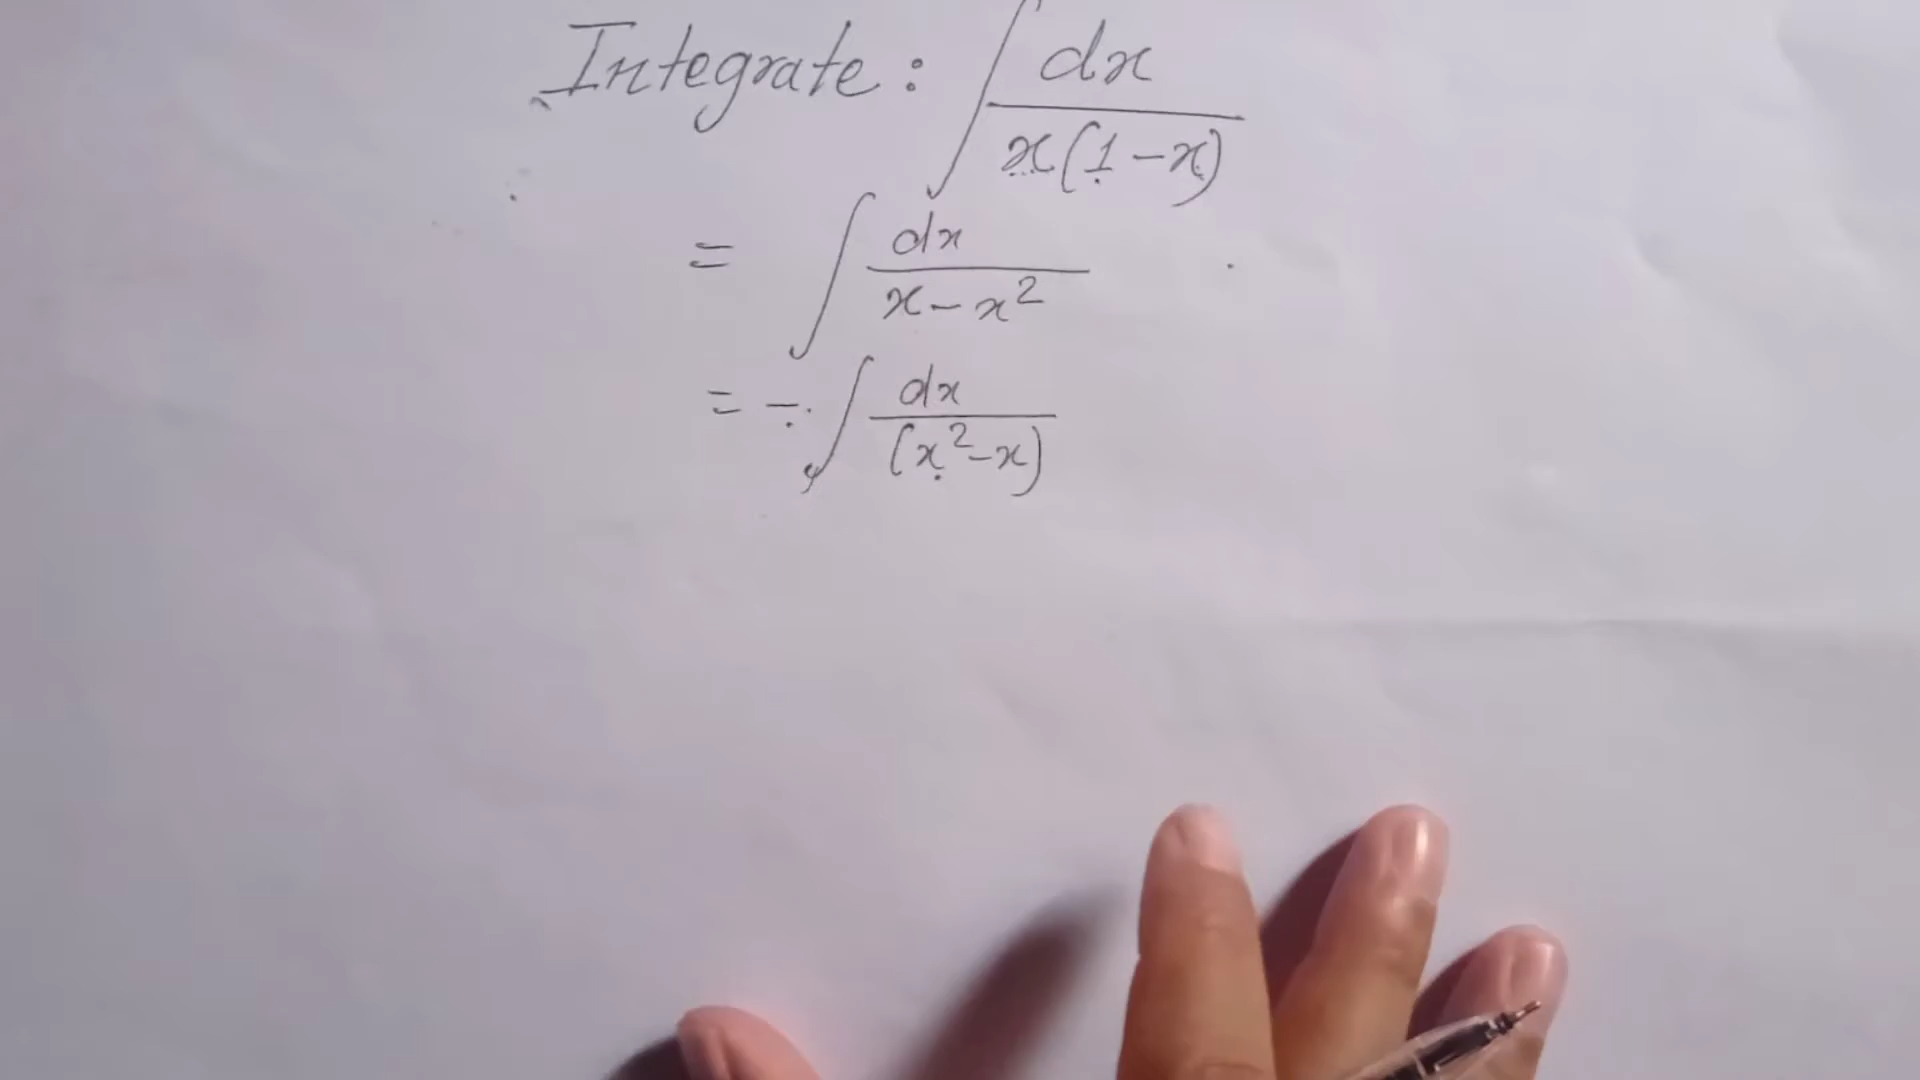 Integrate: ∫ dx / x(1-x)
= ∫ dx / x-x²
= - ∫ dx / (x²-x)